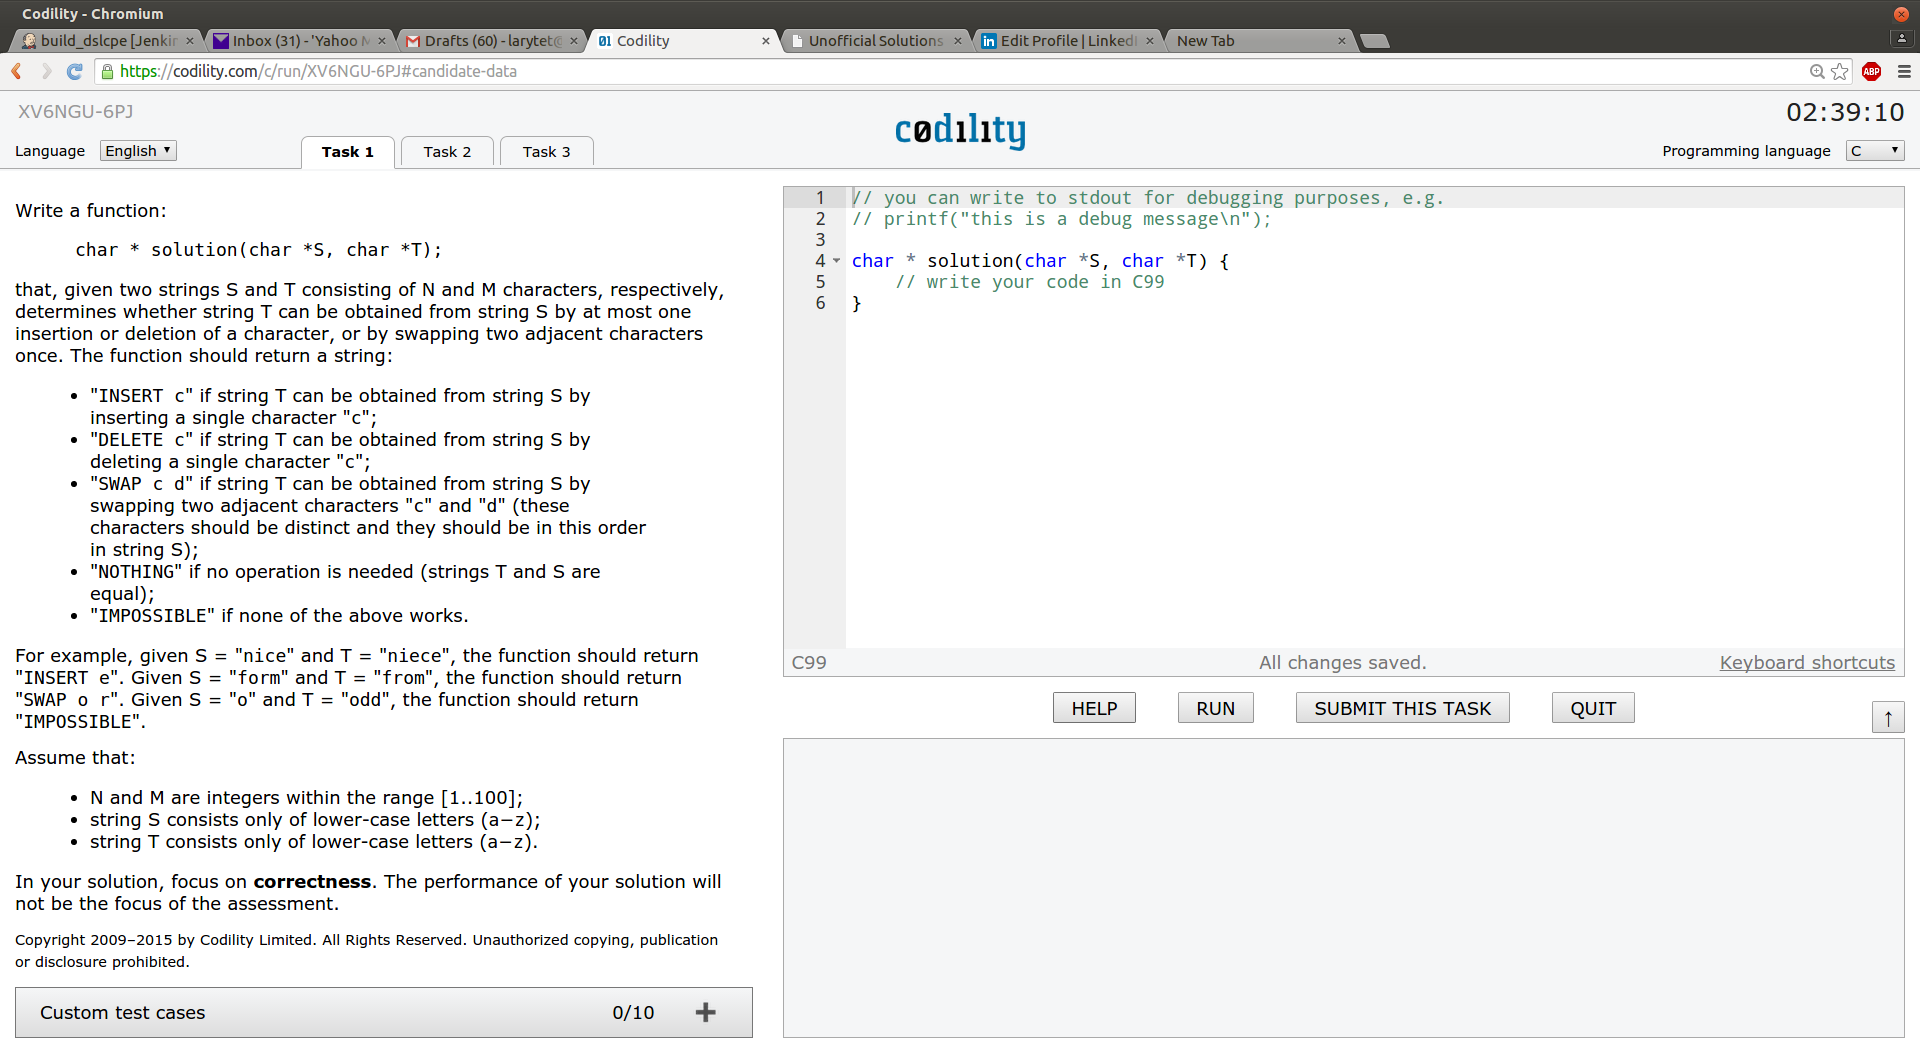 Codility - Chromium
build_dslcpe [Jenkin
Inbox (31) - 'Yahoo M
Drafts (60) - larytet@
Codility
Unofficial Solutions
Edit Profile | LinkedI
New Tab
https://codility.com/c/run/XV6NGU-6PJ#candidate-data
ABP
XV6NGU-6PJ
codility
02:39:10
Language English
Task 1
Task 2
Task 3
Programming language C
Write a function:
char * solution(char *S, char *T);
that, given two strings S and T consisting of N and M characters, respectively,
determines whether string T can be obtained from string S by at most one
insertion or deletion of a character, or by swapping two adjacent characters
once. The function should return a string:
• "INSERT c" if string T can be obtained from string S by
inserting a single character "c";
• "DELETE c" if string T can be obtained from string S by
deleting a single character "c";
• "SWAP c d" if string T can be obtained from string S by
swapping two adjacent characters "c" and "d" (these
characters should be distinct and they should be in this order
in string S);
• "NOTHING" if no operation is needed (strings T and S are
equal);
• "IMPOSSIBLE" if none of the above works.
For example, given S = "nice" and T = "niece", the function should return
"INSERT e". Given S = "form" and T = "from", the function should return
"SWAP o r". Given S = "o" and T = "odd", the function should return
"IMPOSSIBLE".
Assume that:
• N and M are integers within the range [1..100];
• string S consists only of lower-case letters (a−z);
• string T consists only of lower-case letters (a−z).
In your solution, focus on correctness. The performance of your solution will
not be the focus of the assessment.
Copyright 2009–2015 by Codility Limited. All Rights Reserved. Unauthorized copying, publication
or disclosure prohibited.
Custom test cases 0/10 +
1 // you can write to stdout for debugging purposes, e.g.
2 // printf("this is a debug message\n");
3
4 char * solution(char *S, char *T) {
5     // write your code in C99
6 }
C99
All changes saved.
Keyboard shortcuts
HELP
RUN
SUBMIT THIS TASK
QUIT
↑